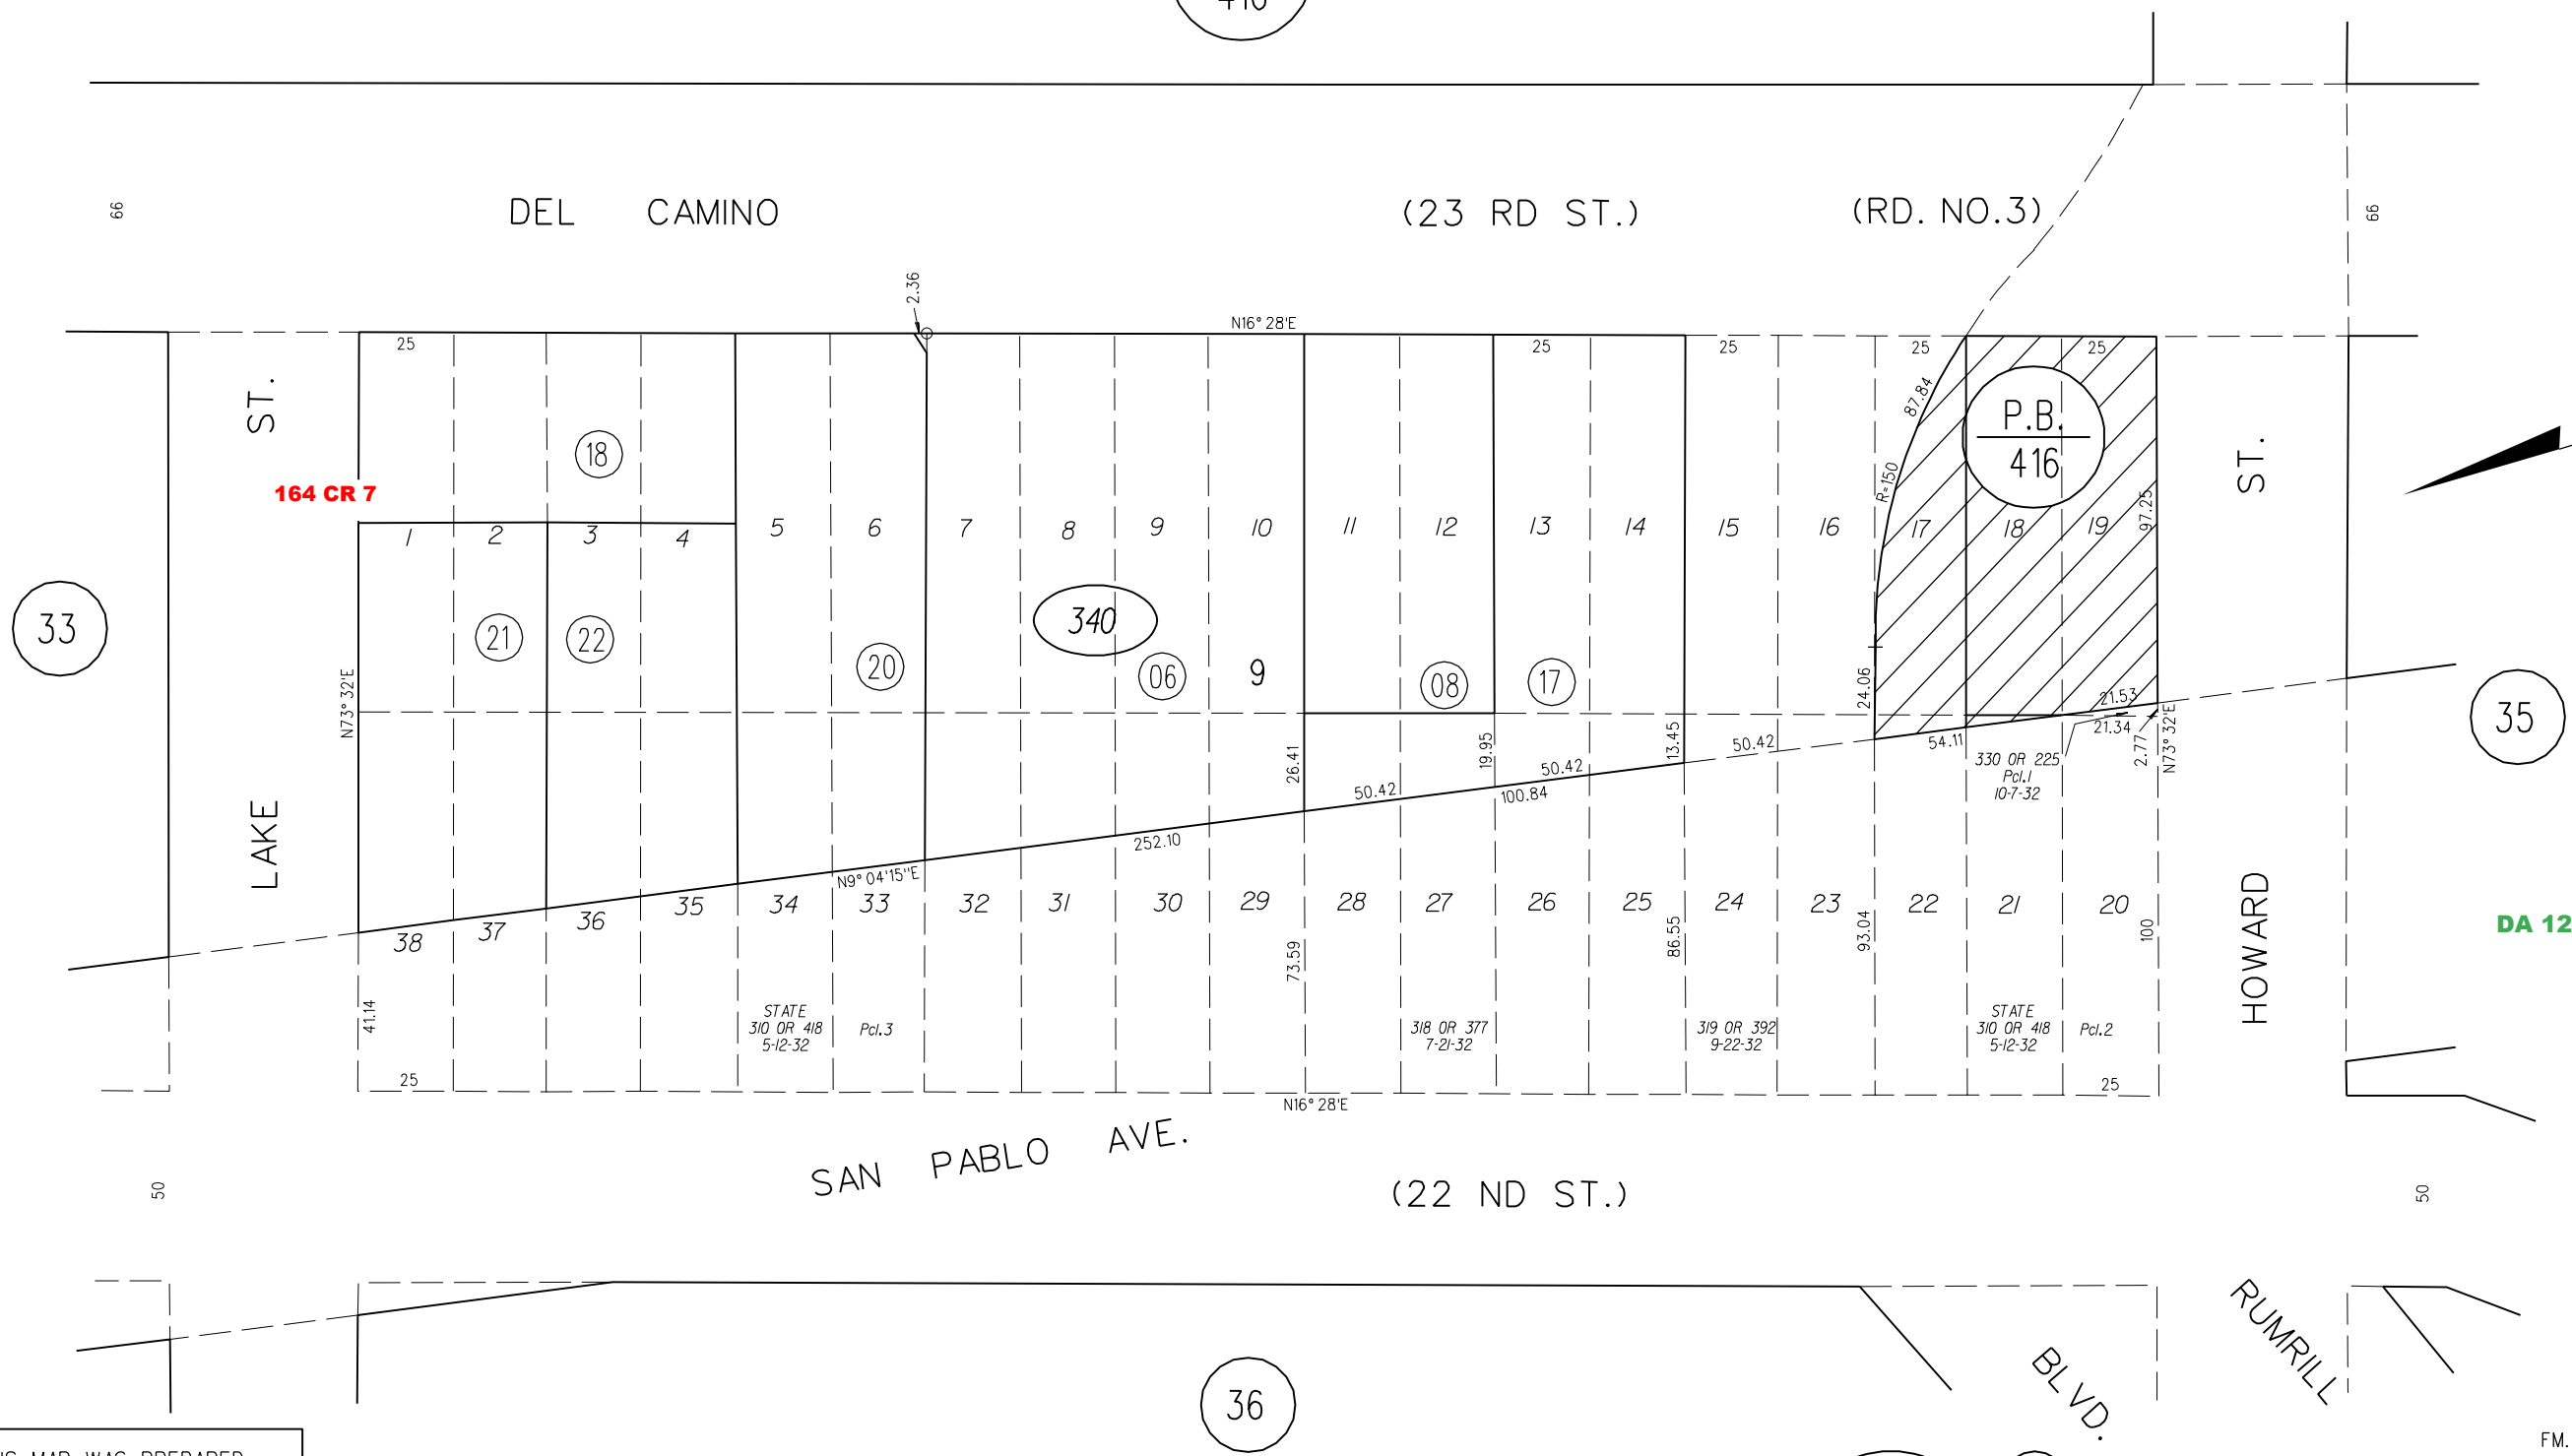 66
DEL CAMINO (23 RD ST.) (RD. NO.3)
66
2.36
N16° 28'E
25
25
25
25
25
ST.
18
87.84
P.B.
416
ST.
164 CR 7
R=150
97.25
1 2 3 4 5 6 7 8 9 10 11 12 13 14 15 16 17 18 19
33
21
22
340
20
06
9
08
17
N73° 32'E
24.06
21.53
35
26.41
19.95
13.45
50.42
54.11
21.34
2.77
N73° 32'E
50.42
50.42
100.84
330 OR 225
Pcl.1
10-7-32
LAKE
252.10
N9° 04'15"E
38 37 36 35 34 33 32 31 30 29 28 27 26 25 24 23 22 21 20
HOWARD
DA 12
41.14
73.59
86.55
93.04
100
STATE
310 OR 418
5-12-32
Pcl.3
318 OR 377
7-21-32
319 OR 392
9-22-32
STATE
310 OR 418
5-12-32
Pcl.2
25
25
N16° 28'E
SAN PABLO AVE.
50
(22 ND ST.)
50
RUMRILL
BLVD.
36
MAP WAS PREPARED
FM.